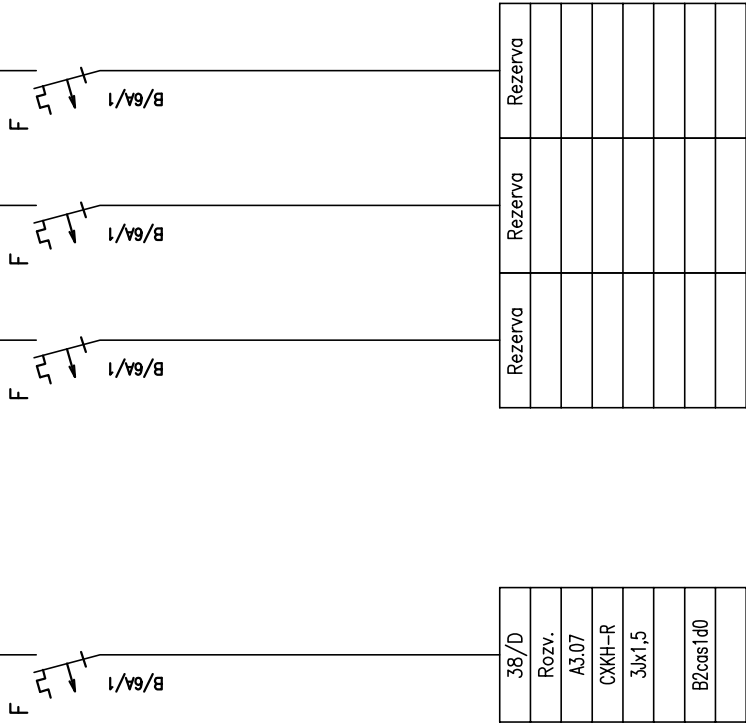 F
B/6A/1
Rezerva
F
B/6A/1
Rezerva
F
B/6A/1
Rezerva
F
B/6A/1
38/D
Rozv.
A3.07
CXKH-R
3Jx1,5
B2cas1d0